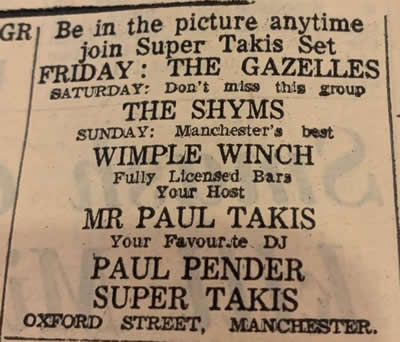 GR
Be in the picture anytime
join Super Takis Set
FRIDAY: THE GAZELLES
SATURDAY: Don't miss this group
THE SHYMS
SUNDAY: Manchester's best
WIMPLE WINCH
Fully Licensed Bars
Your Host
MR PAUL TAKIS
Your Favourite DJ
PAUL PENDER
SUPER TAKIS
OXFORD STREET, MANCHESTER.